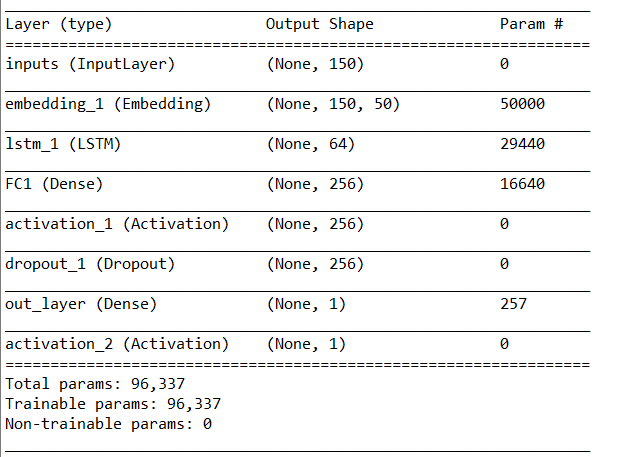 Layer (type) Output Shape Param #
=================================================================
inputs (InputLayer) (None, 150) 0
embedding_1 (Embedding) (None, 150, 50) 50000
lstm_1 (LSTM) (None, 64) 29440
FC1 (Dense) (None, 256) 16640
activation_1 (Activation) (None, 256) 0
dropout_1 (Dropout) (None, 256) 0
out_layer (Dense) (None, 1) 257
activation_2 (Activation) (None, 1) 0
=================================================================
Total params: 96,337
Trainable params: 96,337
Non-trainable params: 0